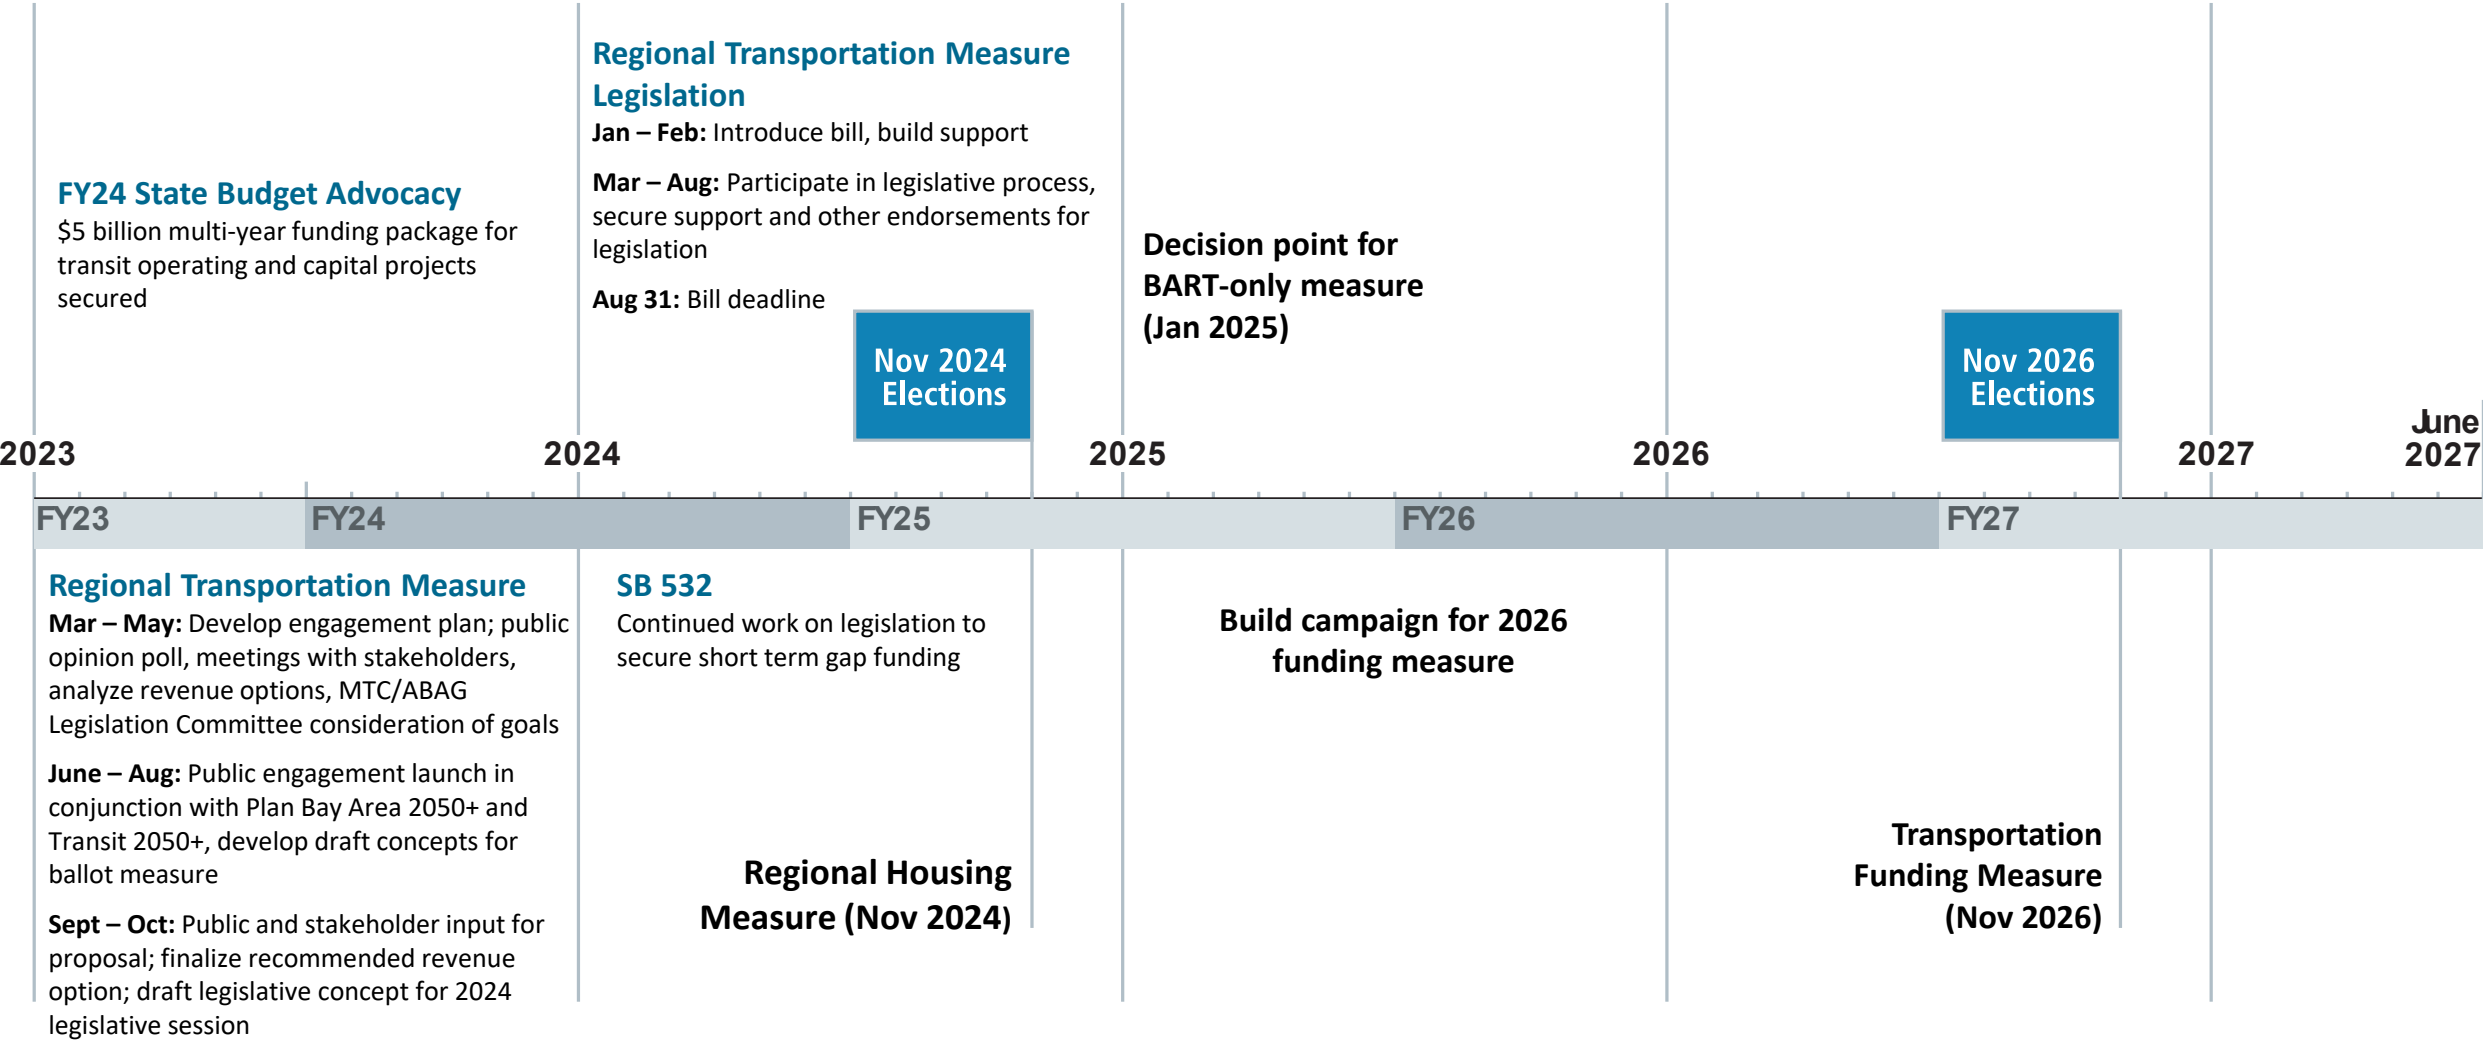 FY24 State Budget Advocacy
$5 billion multi-year funding package for
transit operating and capital projects
secured
Regional Transportation Measure
Legislation
Jan – Feb: Introduce bill, build support
Mar – Aug: Participate in legislative process,
secure support and other endorsements for
legislation
Aug 31: Bill deadline
Nov 2024
Elections
Decision point for
BART-only measure
(Jan 2025)
Nov 2026
Elections
2023
2024
2025
2026
2027
June
2027
FY23
FY24
FY25
FY26
FY27
Regional Transportation Measure
Mar – May: Develop engagement plan; public
opinion poll, meetings with stakeholders,
analyze revenue options, MTC/ABAG
Legislation Committee consideration of goals
June – Aug: Public engagement launch in
conjunction with Plan Bay Area 2050+ and
Transit 2050+, develop draft concepts for
ballot measure
Sept – Oct: Public and stakeholder input for
proposal; finalize recommended revenue
option; draft legislative concept for 2024
legislative session
SB 532
Continued work on legislation to
secure short term gap funding
Regional Housing
Measure (Nov 2024)
Build campaign for 2026
funding measure
Transportation
Funding Measure
(Nov 2026)